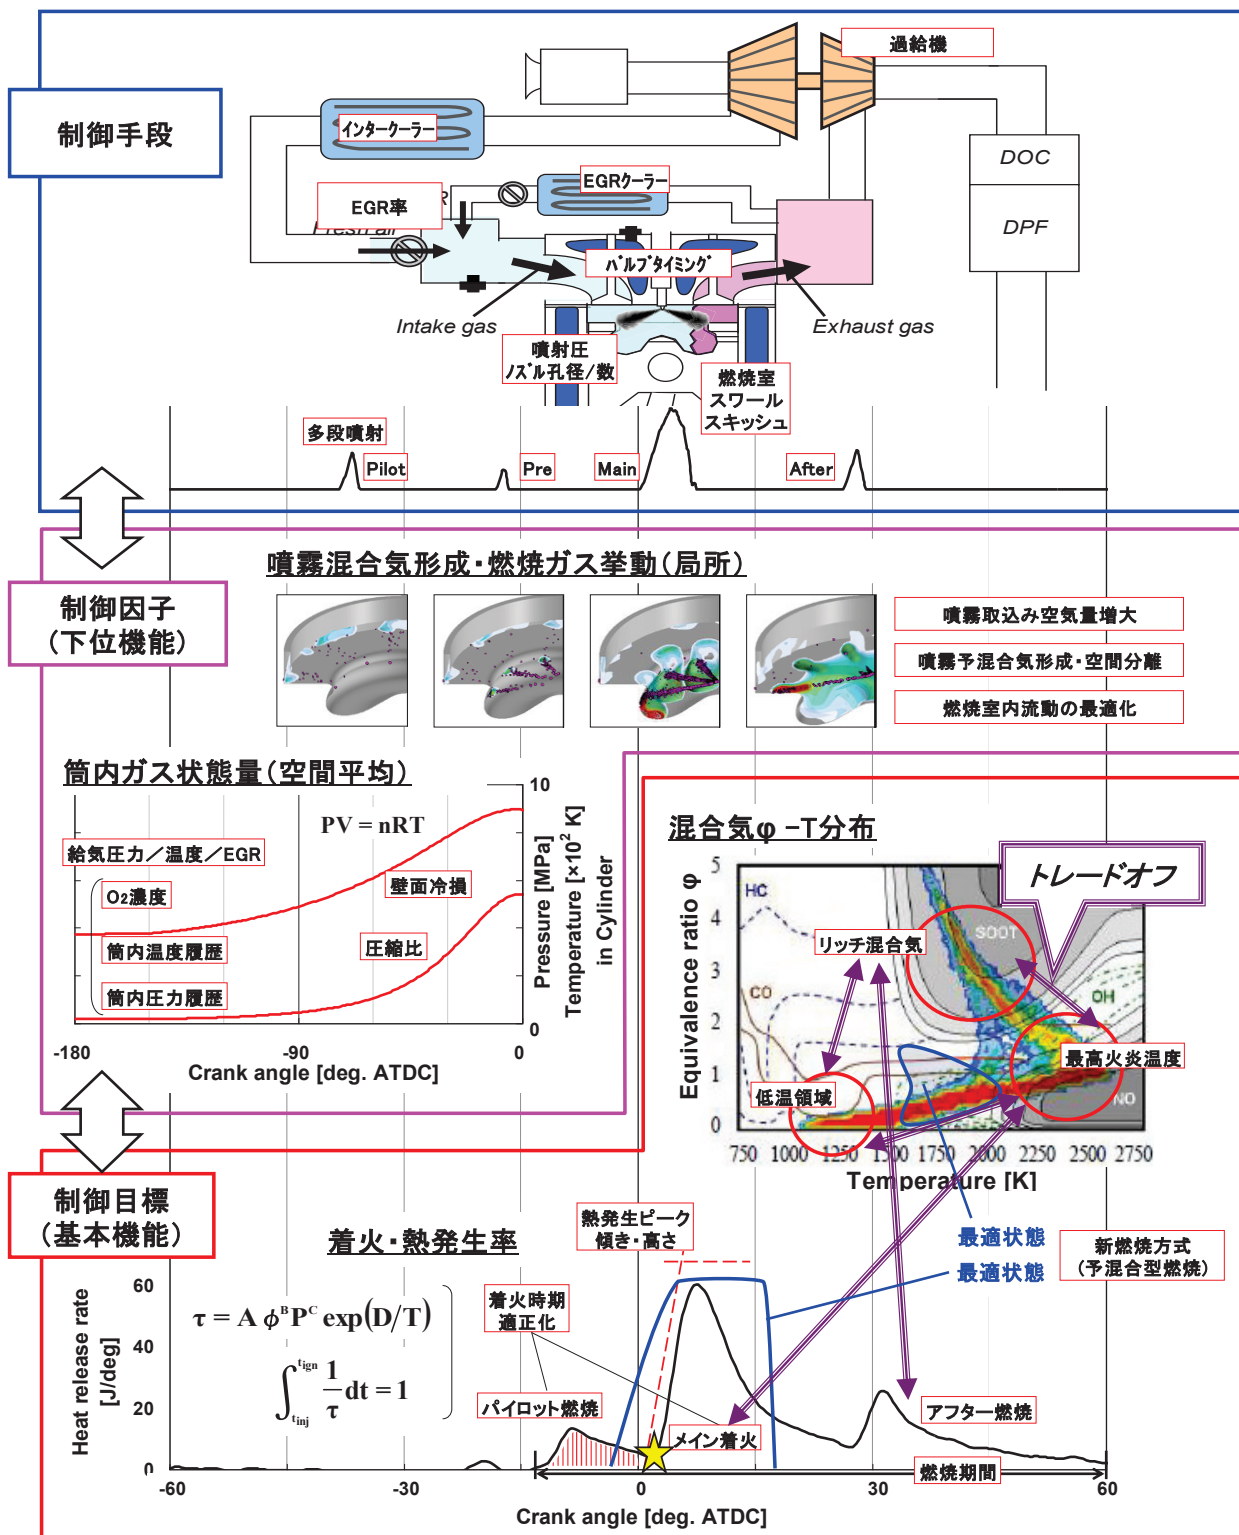 制御手段
過給機
インタークーラー
EGRクーラー
EGR率
Fresh air
バルブタイミング
DOC
DPF
Intake gas
Exhaust gas
噴射圧
ノズル孔径/数
燃焼室
スワール
スキッシュ
多段噴射
Pilot
Pre
Main
After
制御因子
(下位機能)
噴霧混合気形成・燃焼ガス挙動(局所)
噴霧取込み空気量増大
噴霧予混合気形成・空間分離
燃焼室内流動の最適化
筒内ガス状態量(空間平均)
PV = nRT
給気圧力/温度/EGR
O2濃度
筒内温度履歴
筒内圧力履歴
壁面冷損
圧縮比
10
0
Pressure [MPa]
Temperature [×10² K]
in Cylinder
-180
-90
0
Crank angle [deg. ATDC]
混合気φ -T分布
トレードオフ
HC
SOOT
CO
OH
NO
リッチ混合気
最高火炎温度
低温領域
Equivalence ratio φ
5
4
3
2
1
0
750 1000 1250 1500 1750 2000 2250 2500 2750
Temperature [K]
制御目標
(基本機能)
着火・熱発生率
熱発生ピーク
傾き・高さ
最適状態
最適状態
新燃焼方式
(予混合型燃焼)
τ = A φ^B P^C exp(D/T)
∫_{t_inj}^{t_ign} 1/τ dt = 1
着火時期
適正化
パイロット燃焼
メイン着火
アフター燃焼
燃焼期間
Heat release rate
[J/deg]
60
40
20
0
-60
-30
0
30
60
Crank angle [deg. ATDC]